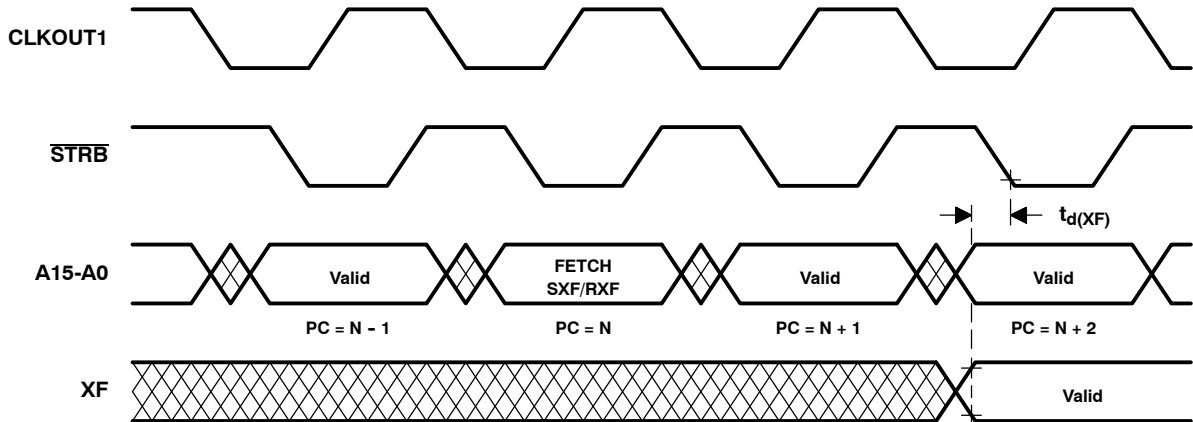 CLKOUT1
STRB
td(XF)
A15-A0
Valid
FETCH
SXF/RXF
Valid
Valid
PC = N - 1
PC = N
PC = N + 1
PC = N + 2
XF
Valid